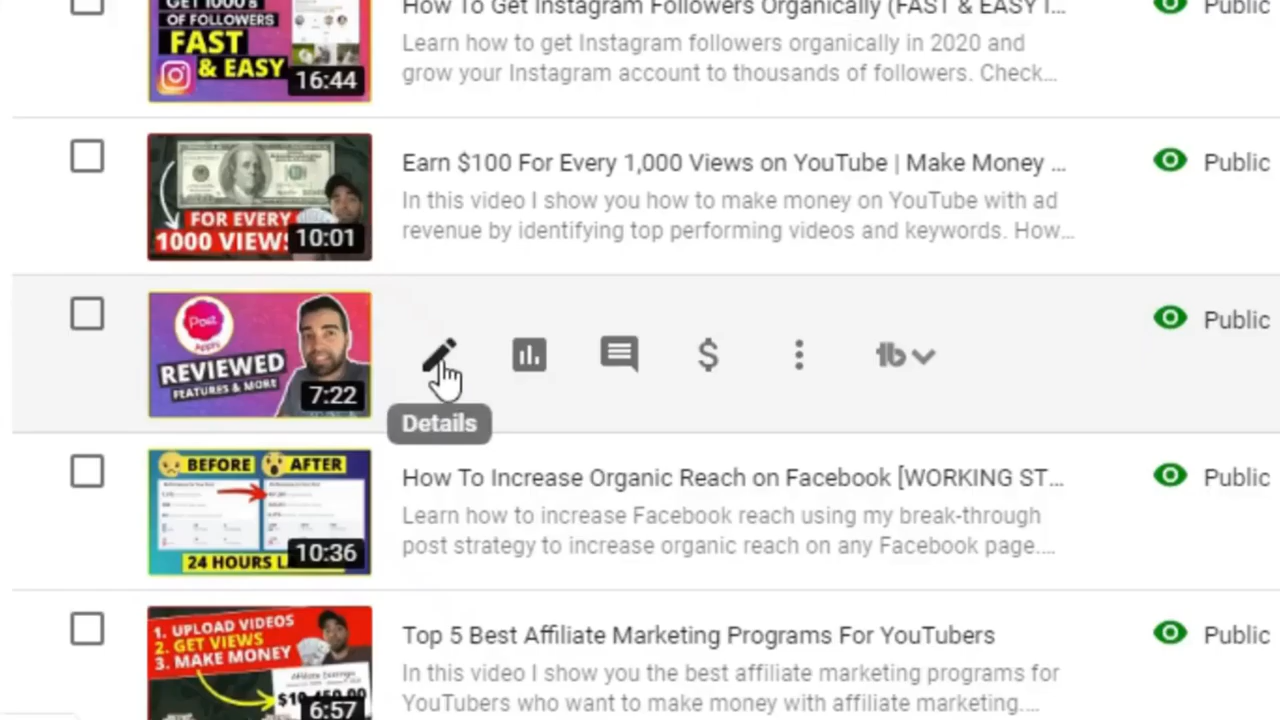 GET 1000's
OF FOLLOWERS
FAST
& EASY
16:44
How To Get Instagram Followers Organically (FAST & EASY I...
Learn how to get Instagram followers organically in 2020 and
grow your Instagram account to thousands of followers. Check...
Public
FOR EVERY
1000 VIEWS
10:01
Earn $100 For Every 1,000 Views on YouTube | Make Money ...
In this video I show you how to make money on YouTube with ad
revenue by identifying top performing videos and keywords. How...
Public
Post
Apps
REVIEWED
FEATURES & MORE
7:22
Details
Public
BEFORE
AFTER
24 HOURS L
10:36
How To Increase Organic Reach on Facebook [WORKING ST...
Learn how to increase Facebook reach using my break-through
post strategy to increase organic reach on any Facebook page....
Public
1. UPLOAD VIDEOS
2. GET VIEWS
3. MAKE MONEY
Affiliate Earnings
6:57
Top 5 Best Affiliate Marketing Programs For YouTubers
In this video I show you the best affiliate marketing programs for
YouTubers who want to make money with affiliate marketing....
Public